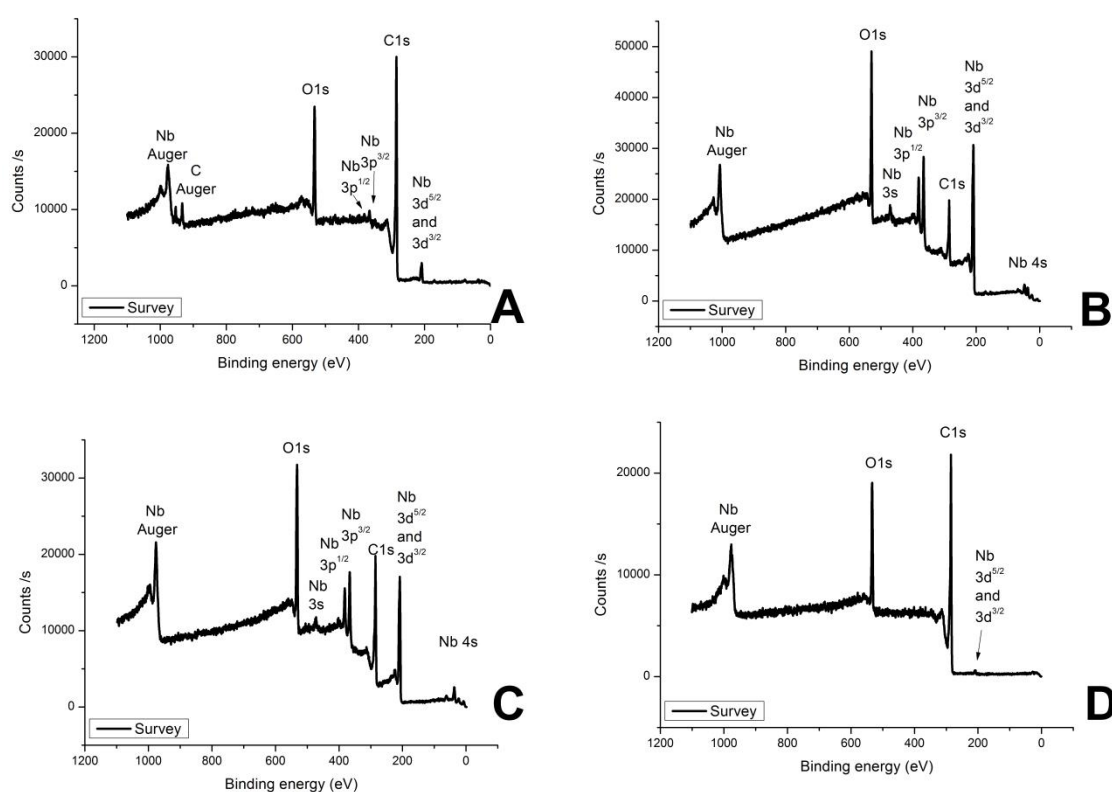 C1s
O1s
Nb
Auger
C
Auger
Nb
3p1/2
Nb
3p3/2
Nb
3d5/2
and
3d3/2
30000
20000
10000
0
Counts /s
Survey
1200
1000
800
600
400
200
0
Binding energy (eV)
A
O1s
Nb
3d5/2
and
3d3/2
Nb
3p3/2
Nb
3p1/2
Nb
3s
C1s
Nb
Auger
Nb 4s
50000
40000
30000
20000
10000
0
Counts /s
Survey
1200
1000
800
600
400
200
0
Binding energy (eV)
B
O1s
Nb
Auger
Nb
3s
Nb
3p1/2
Nb
3p3/2
C1s
Nb
3d5/2
and
3d3/2
Nb 4s
30000
20000
10000
0
Counts /s
Survey
1200
1000
800
600
400
200
0
Binding energy (eV)
C
C1s
O1s
Nb
Auger
Nb
3d5/2
and
3d3/2
20000
10000
0
Counts /s
Survey
1200
1000
800
600
400
200
0
Binding energy (eV)
D